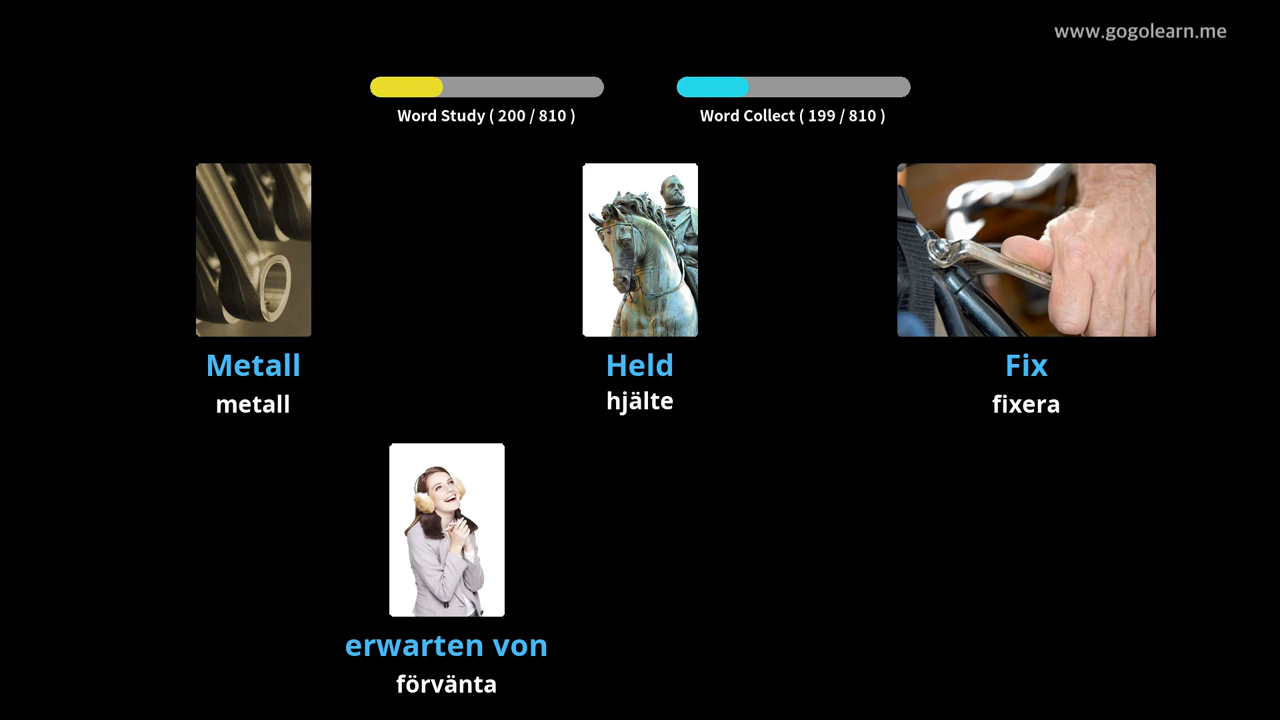 www.gogolearn.me
Word Study ( 200 / 810 )
Word Collect ( 199 / 810 )
Metall
metall
Held
hjälte
Fix
fixera
erwarten von
förvänta